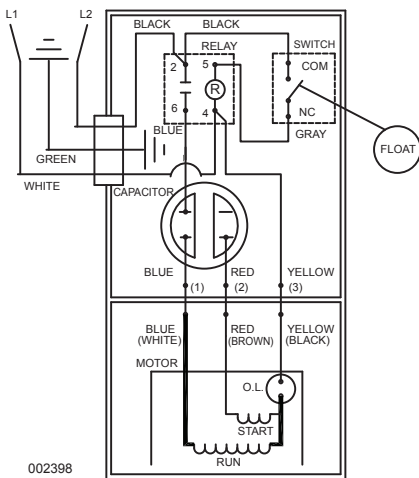 L1
L2
BLACK
BLACK
RELAY
SWITCH
2
5
COM
R
NC
6
4
BLUE
GRAY
FLOAT
GREEN
WHITE
CAPACITOR
BLUE
RED
YELLOW
(1)
(2)
(3)
BLUE
(WHITE)
RED
(BROWN)
YELLOW
(BLACK)
MOTOR
O.L.
START
RUN
002398